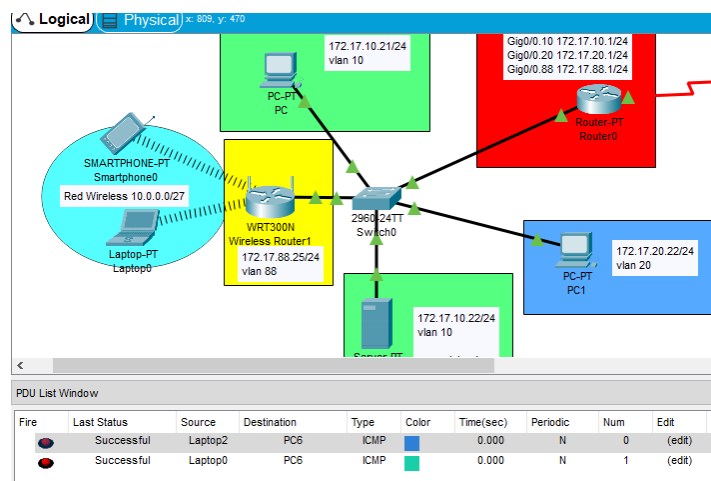 Logical
Physical
x: 809, y: 470
172.17.10.21/24
vlan 10
Gig0/0.10 172.17.10.1/24
Gig0/0.20 172.17.20.1/24
Gig0/0.88 172.17.88.1/24
PC-PT
PC
Router-PT
Router0
SMARTPHONE-PT
Smartphone0
Red Wireless 10.0.0.0/27
WRT300N
Wireless Router1
172.17.88.25/24
vlan 88
2960-24TT
Switch0
Laptop-PT
Laptop0
172.17.20.22/24
vlan 20
PC-PT
PC1
172.17.10.22/24
vlan 10
Server-PT
PDU List Window
Fire Last Status Source Destination Type Color Time(sec) Periodic Num Edit
Successful Laptop2 PC6 ICMP 0.000 N 0 (edit)
Successful Laptop0 PC6 ICMP 0.000 N 1 (edit)